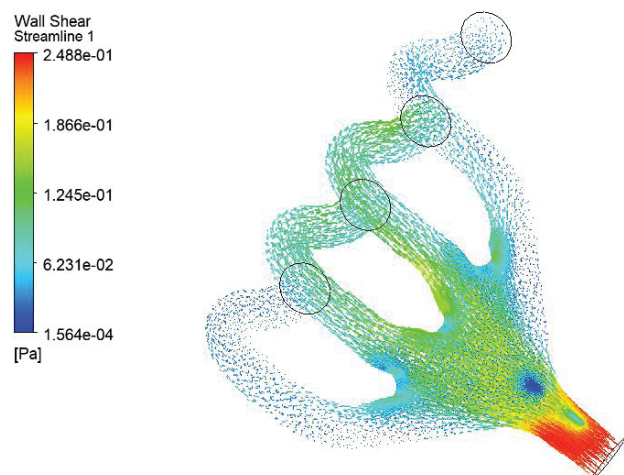 Wall Shear
Streamline 1
2.488e-01
1.866e-01
1.245e-01
6.231e-02
1.564e-04
[Pa]